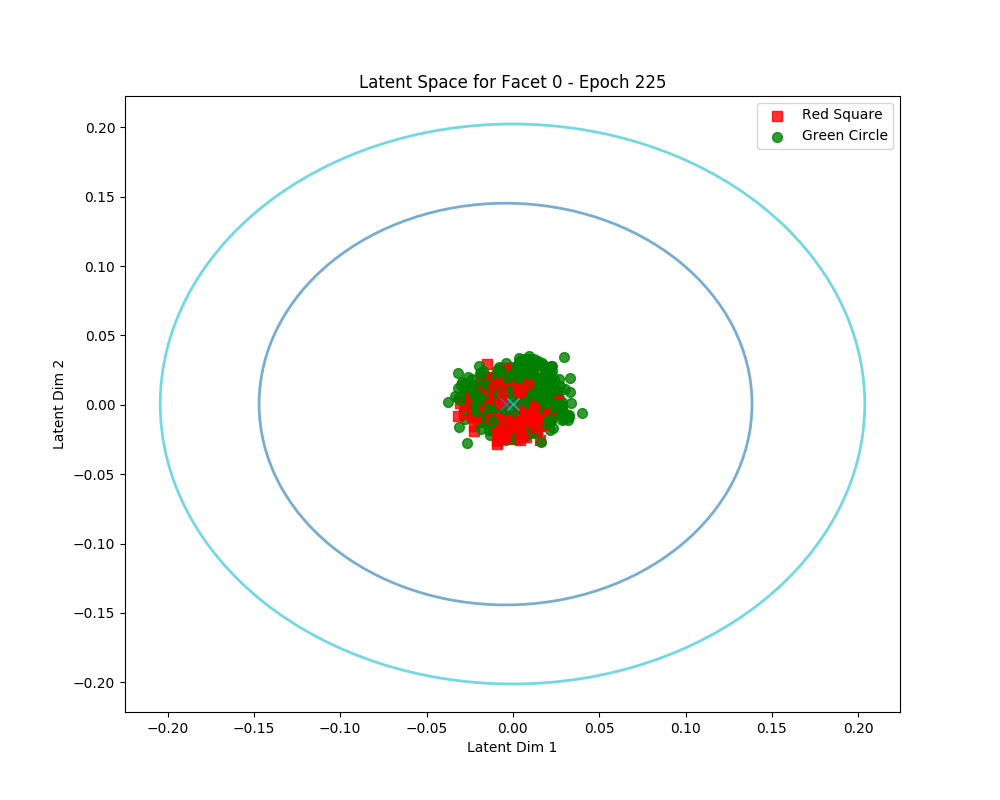 Latent Space for Facet 0 - Epoch 225
Red Square
Green Circle
0.20
0.15
0.10
0.05
0.00
−0.05
−0.10
−0.15
−0.20
Latent Dim 2
−0.20 −0.15 −0.10 −0.05 0.00 0.05 0.10 0.15 0.20
Latent Dim 1